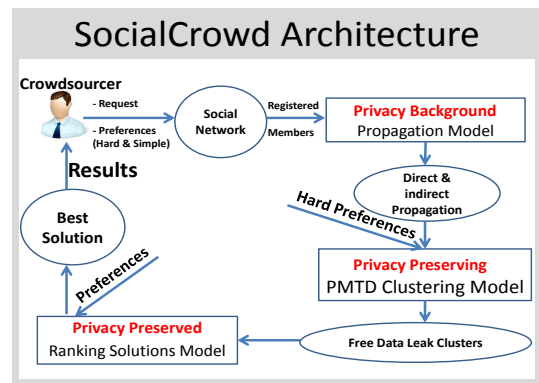 SocialCrowd Architecture
Crowdsourcer
- Request
- Preferences
(Hard & Simple)
Social
Network
Registered
Members
Privacy Background
Propagation Model
Direct &
indirect
Propagation
Hard Preferences
Privacy Preserving
PMTD Clustering Model
Free Data Leak Clusters
Privacy Preserved
Ranking Solutions Model
Preferences
Best
Solution
Results